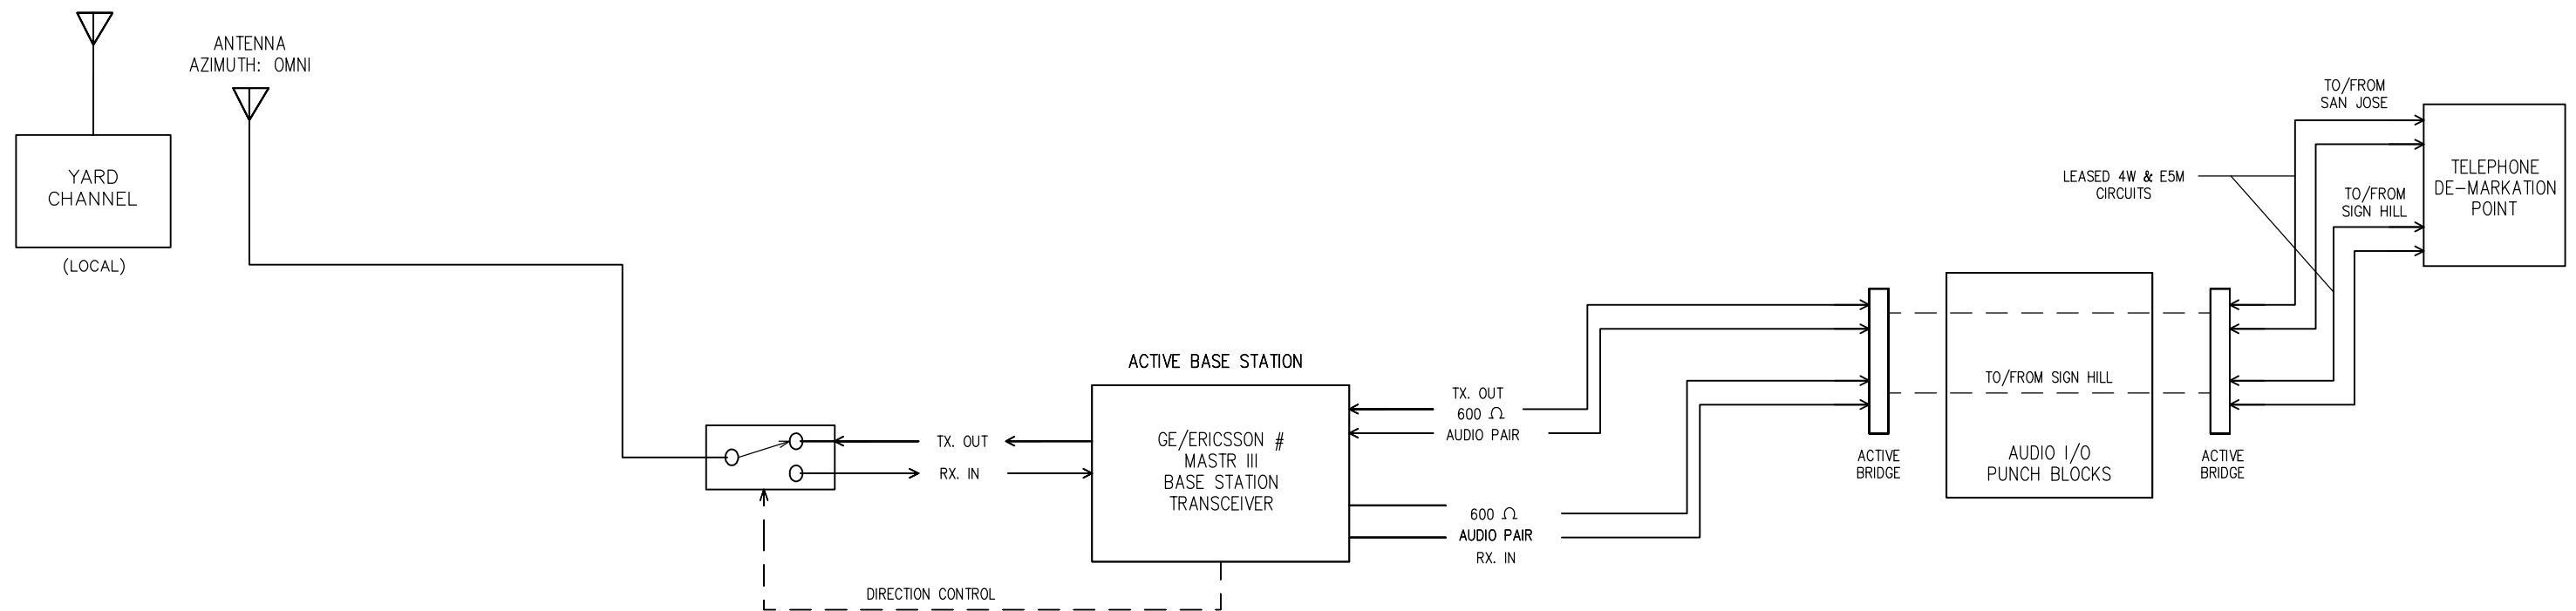 YARD
CHANNEL
(LOCAL)
ANTENNA
AZIMUTH: OMNI
TX. OUT
RX. IN
DIRECTION CONTROL
ACTIVE BASE STATION
GE/ERICSSON #
MASTR III
BASE STATION
TRANSCEIVER
TX. OUT
600 Ω
AUDIO PAIR
600 Ω
AUDIO PAIR
RX. IN
ACTIVE
BRIDGE
TO/FROM SIGN HILL
AUDIO I/O
PUNCH BLOCKS
ACTIVE
BRIDGE
LEASED 4W & E5M
CIRCUITS
TO/FROM
SAN JOSE
TO/FROM
SIGN HILL
TELEPHONE
DE-MARKATION
POINT